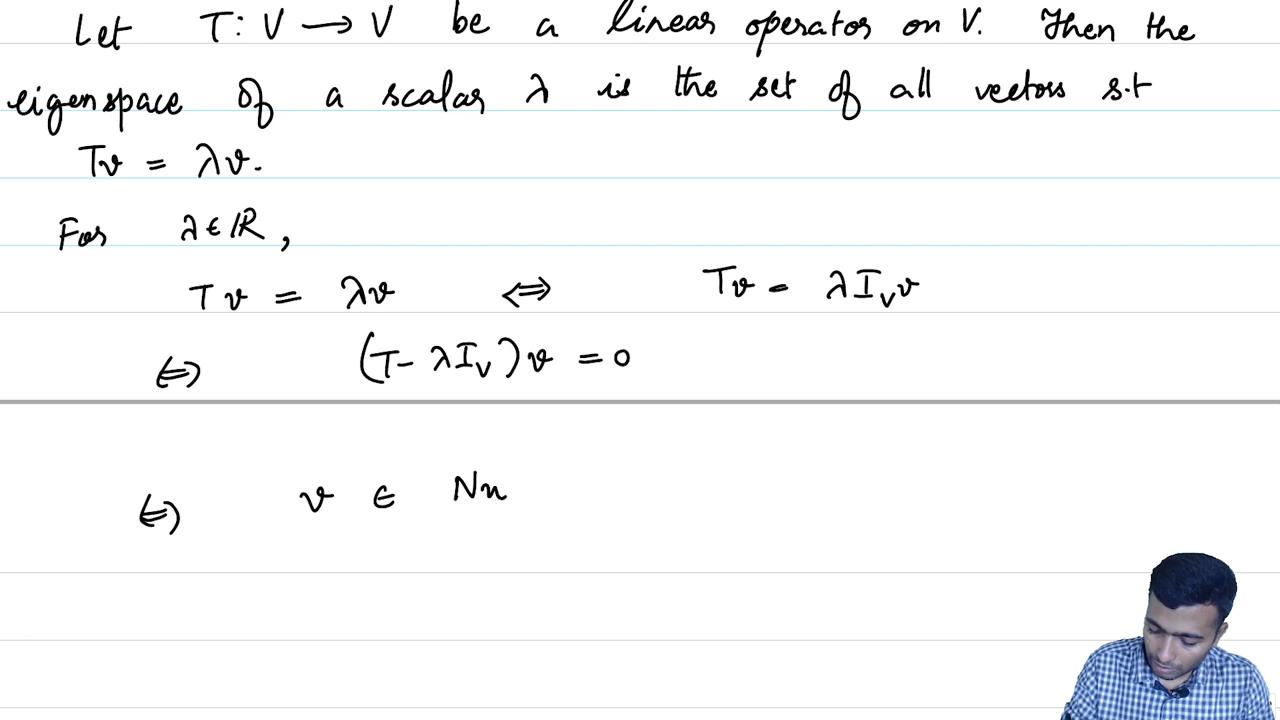 Let T: V ⟶ V be a linear operator on V. Then the
eigenspace of a scalar λ is the set of all vectors s.t
Tv = λv.
For λ ∈ ℝ,
Tv = λv ⇔ Tv = λI_V v
⇔ (T - λI_V)v = 0
⇔ v ∈ Nu